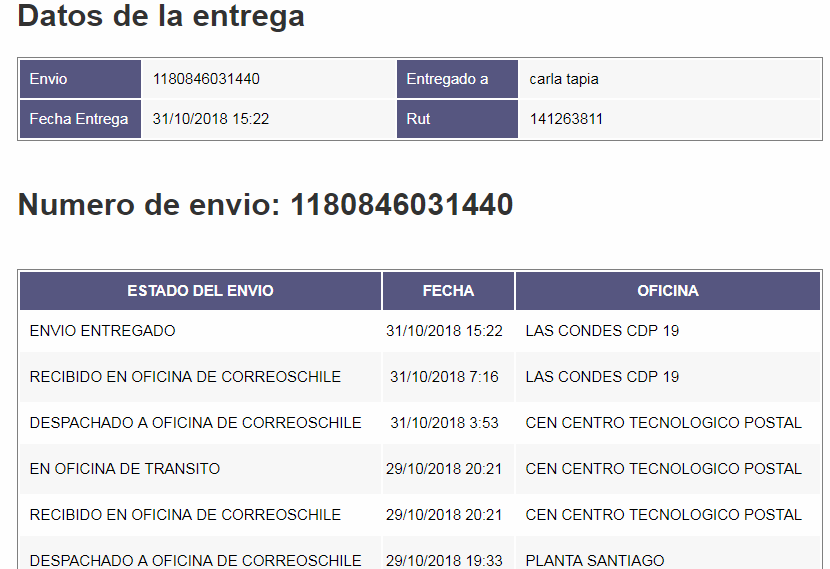 Datos de la entrega
Envio 1180846031440 Entregado a carla tapia
Fecha Entrega 31/10/2018 15:22 Rut 141263811
Numero de envio: 1180846031440
ESTADO DEL ENVIO FECHA OFICINA
ENVIO ENTREGADO 31/10/2018 15:22 LAS CONDES CDP 19
RECIBIDO EN OFICINA DE CORREOSCHILE 31/10/2018 7:16 LAS CONDES CDP 19
DESPACHADO A OFICINA DE CORREOSCHILE 31/10/2018 3:53 CEN CENTRO TECNOLOGICO POSTAL
EN OFICINA DE TRANSITO 29/10/2018 20:21 CEN CENTRO TECNOLOGICO POSTAL
RECIBIDO EN OFICINA DE CORREOSCHILE 29/10/2018 20:21 CEN CENTRO TECNOLOGICO POSTAL
DESPACHADO A OFICINA DE CORREOSCHILE 29/10/2018 19:33 PLANTA SANTIAGO